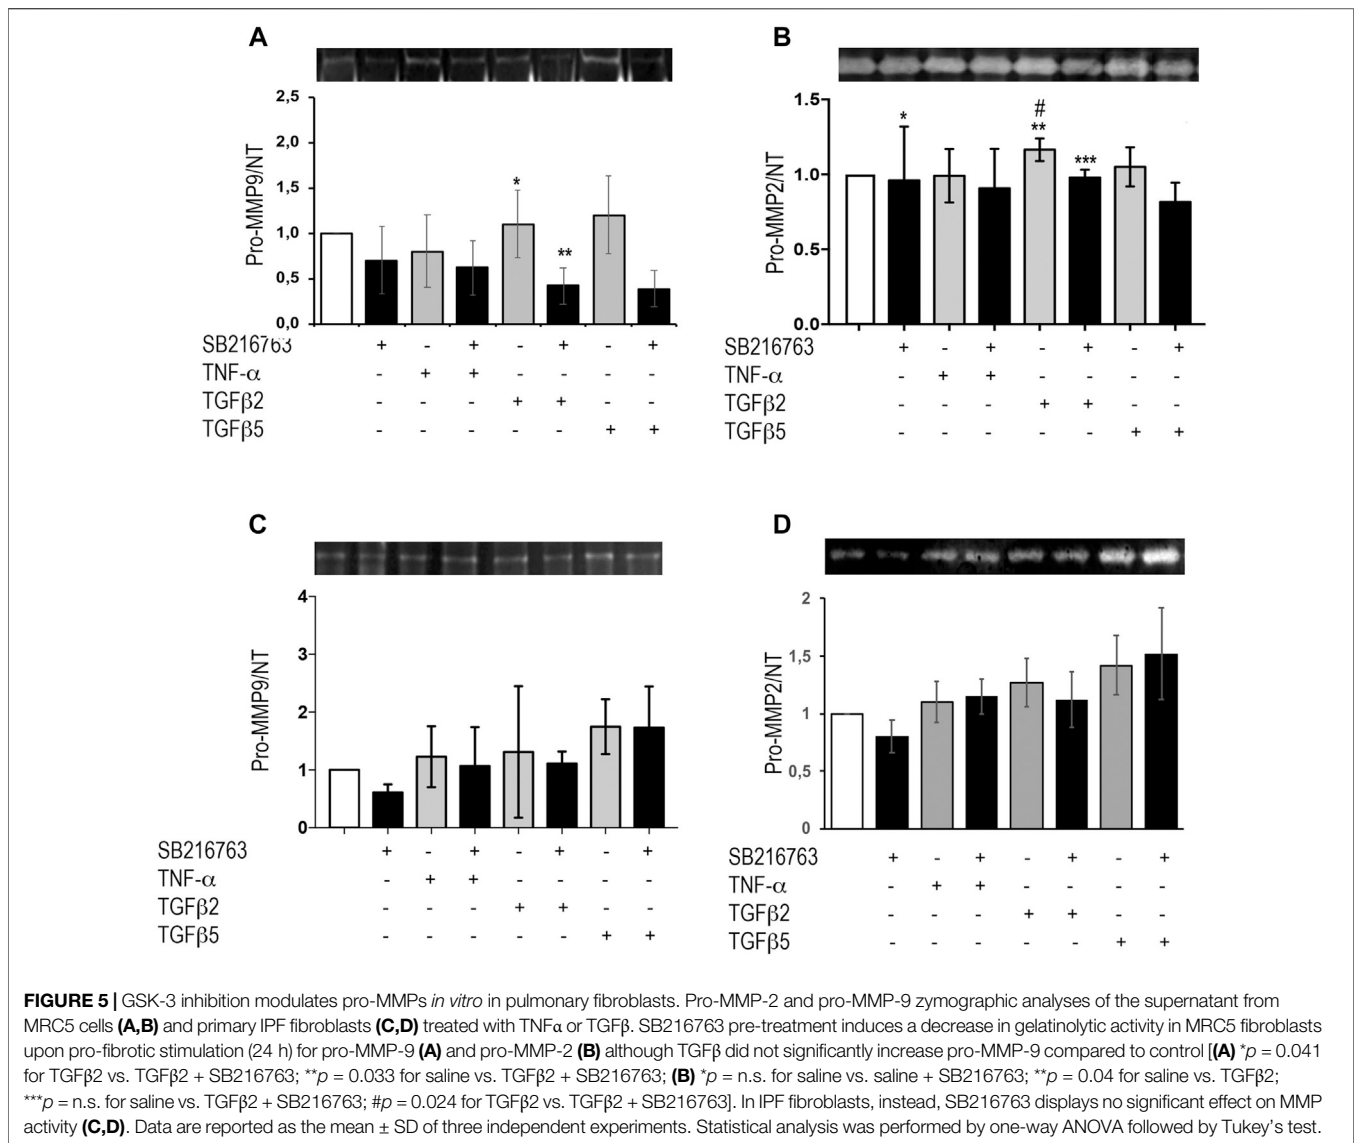 A
2,5
2,0
1,5
1,0
0,5
0,0
Pro-MMP9/NT
* **
SB216763 + - + - + - +
TNF-α - + + - - - -
TGFβ2 - - - + + - -
TGFβ5 - - - - - + +
B
1.5
1.0
0.5
0.0
Pro-MMP2/NT
* # ** ***
SB216763 + - + - + - +
TNF-α - + + - - - -
TGFβ2 - - - + + - -
TGFβ5 - - - - - + +
C
4
3
2
1
0
Pro-MMP9/NT
SB216763 + - + - + - +
TNF-α - + + - - - -
TGFβ2 - - - + + - -
TGFβ5 - - - - - + +
D
2
1,5
1
0,5
0
Pro-MMP2/NT
SB216763 + - + - + - +
TNF-α - + + - - - -
TGFβ2 - - - + + - -
TGFβ5 - - - - - + +
FIGURE 5 | GSK-3 inhibition modulates pro-MMPs in vitro in pulmonary fibroblasts. Pro-MMP-2 and pro-MMP-9 zymographic analyses of the supernatant from
MRC5 cells (A,B) and primary IPF fibroblasts (C,D) treated with TNFα or TGFβ. SB216763 pre-treatment induces a decrease in gelatinolytic activity in MRC5 fibroblasts
upon pro-fibrotic stimulation (24 h) for pro-MMP-9 (A) and pro-MMP-2 (B) although TGFβ did not significantly increase pro-MMP-9 compared to control [(A) *p = 0.041
for TGFβ2 vs. TGFβ2 + SB216763; **p = 0.033 for saline vs. TGFβ2 + SB216763; (B) *p = n.s. for saline vs. saline + SB216763; **p = 0.04 for saline vs. TGFβ2;
***p = n.s. for saline vs. TGFβ2 + SB216763; #p = 0.024 for TGFβ2 vs. TGFβ2 + SB216763]. In IPF fibroblasts, instead, SB216763 displays no significant effect on MMP
activity (C,D). Data are reported as the mean ± SD of three independent experiments. Statistical analysis was performed by one-way ANOVA followed by Tukey's test.